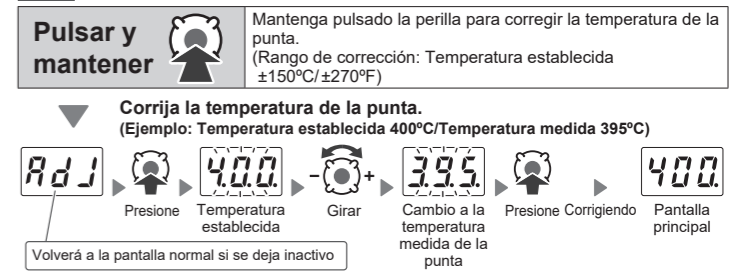 Pulsar y
mantener
Mantenga pulsado la perilla para corregir la temperatura de la
punta.
(Rango de corrección: Temperatura establecida
±150ºC/±270ºF)
Corrija la temperatura de la punta.
(Ejemplo: Temperatura establecida 400ºC/Temperatura medida 395ºC)
AdJ
400.
- +
395.
400.
Presione
Temperatura
establecida
Girar
Cambio a la
temperatura
medida de la
punta
Presione
Corrigiendo
Pantalla
principal
Volverá a la pantalla normal si se deja inactivo